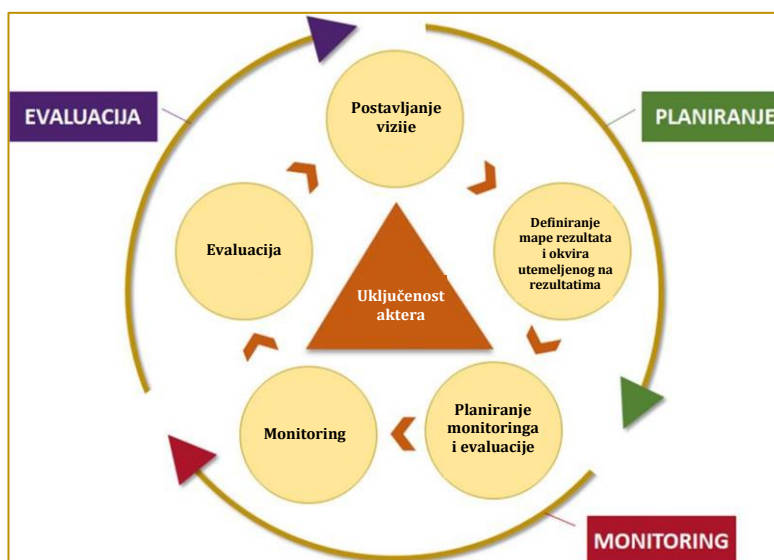 EVALUACIJA
PLANIRANJE
Postavljanje
vizije
Definiranje
mape rezultata
i okvira
utemeljenog na
rezultatima
Evaluacija
Uključenost
aktera
Monitoring
Planiranje
monitoringa
i evaluacije
MONITORING